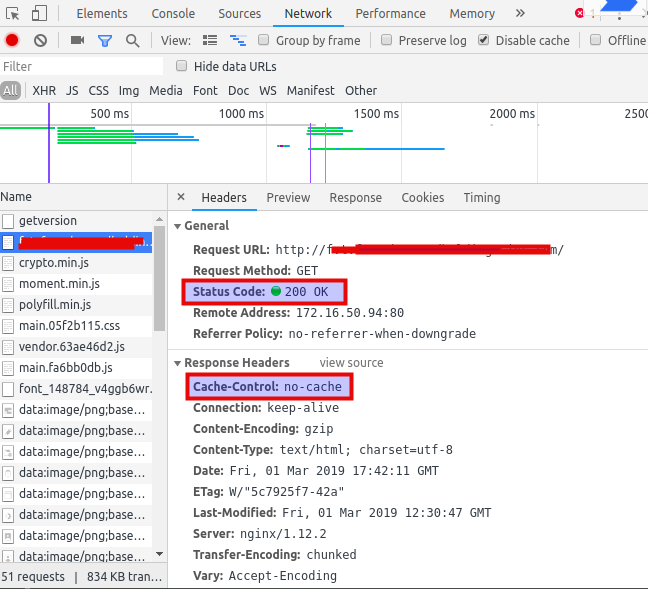 Elements Console Sources Network Performance Memory »
View: Group by frame Preserve log Disable cache Offline
Filter Hide data URLs
All XHR JS CSS Img Media Font Doc WS Manifest Other
500 ms 1000 ms 1500 ms 2000 ms 2500
Name
getversion
crypto.min.js
moment.min.js
polyfill.min.js
main.05f2b115.css
vendor.63ae46d2.js
main.fa6bb0db.js
font_148784_v4ggb6wr.
data:image/png;base…
data:image/png;base…
data:image/png;base…
data:image/png;base…
data:image/png;base…
data:image/png;base…
data:image/png;base…
data:image/png;base…
51 requests | 834 KB tran…
× Headers Preview Response Cookies Timing
▼ General
Request URL: http:// /
Request Method: GET
Status Code: 200 OK
Remote Address: 172.16.50.94:80
Referrer Policy: no-referrer-when-downgrade
▼ Response Headers view source
Cache-Control: no-cache
Connection: keep-alive
Content-Encoding: gzip
Content-Type: text/html; charset=utf-8
Date: Fri, 01 Mar 2019 17:42:11 GMT
ETag: W/"5c7925f7-42a"
Last-Modified: Fri, 01 Mar 2019 12:30:47 GMT
Server: nginx/1.12.2
Transfer-Encoding: chunked
Vary: Accept-Encoding